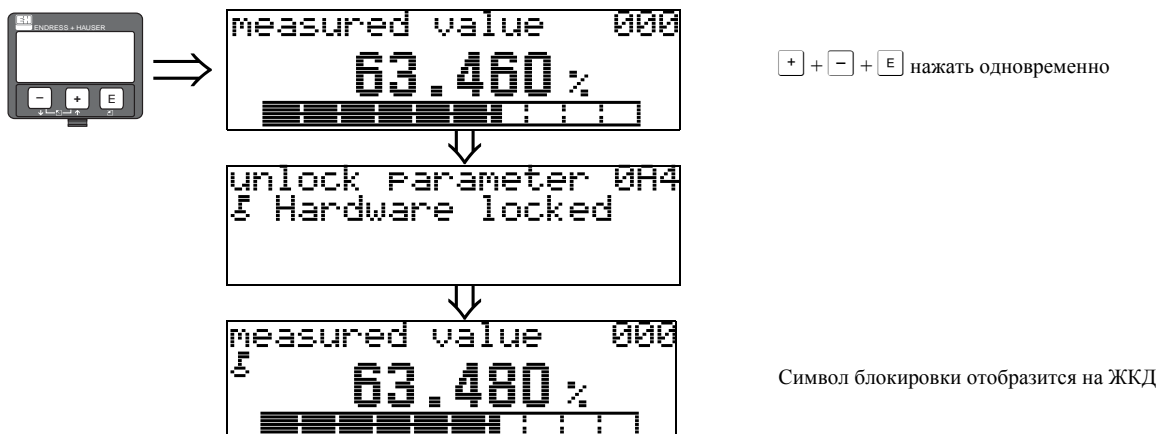 EH
ENDRESS + HAUSER
- + E
measured value 000
63.460 %
+ + - + E нажать одновременно
unlock parameter 0A4
Hardware locked
measured value 000
63.480 %
Символ блокировки отобразится на ЖКД